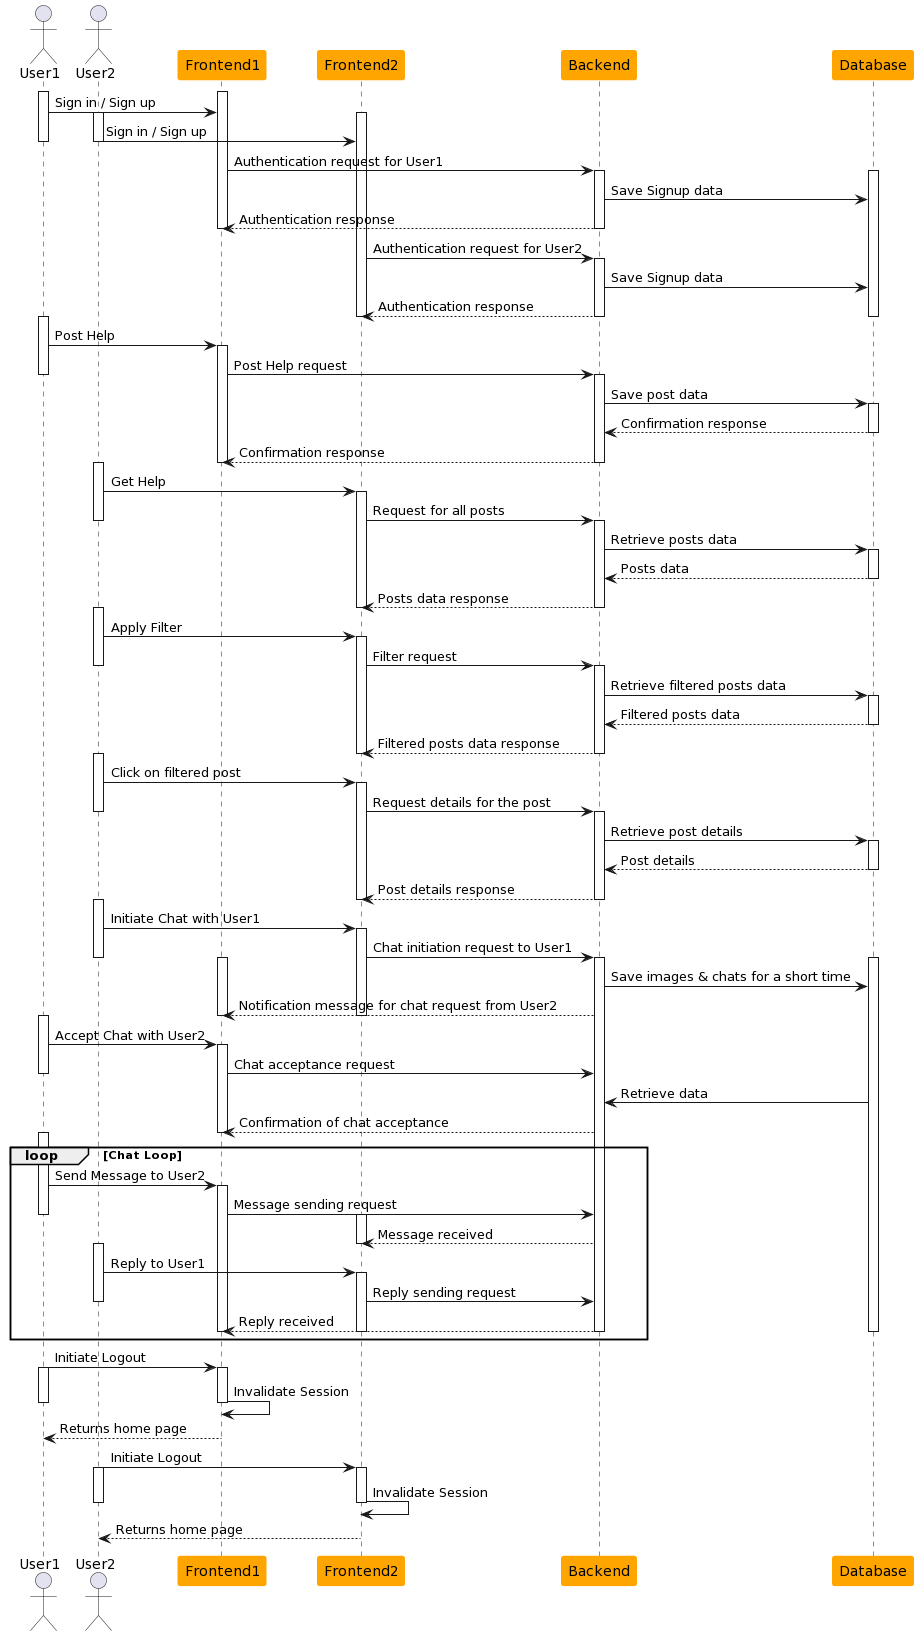 User1
User2
Frontend1
Frontend2
Backend
Database
Sign in / Sign up
Sign in / Sign up
Authentication request for User1
Save Signup data
Authentication response
Authentication request for User2
Save Signup data
Authentication response
Post Help
Post Help request
Save post data
Confirmation response
Confirmation response
Get Help
Request for all posts
Retrieve posts data
Posts data
Posts data response
Apply Filter
Filter request
Retrieve filtered posts data
Filtered posts data
Filtered posts data response
Click on filtered post
Request details for the post
Retrieve post details
Post details
Post details response
Initiate Chat with User1
Chat initiation request to User1
Save images & chats for a short time
Notification message for chat request from User2
Accept Chat with User2
Chat acceptance request
Retrieve data
Confirmation of chat acceptance
loop
[Chat Loop]
Send Message to User2
Message sending request
Message received
Reply to User1
Reply sending request
Reply received
Initiate Logout
Invalidate Session
Returns home page
Initiate Logout
Invalidate Session
Returns home page
User1
User2
Frontend1
Frontend2
Backend
Database